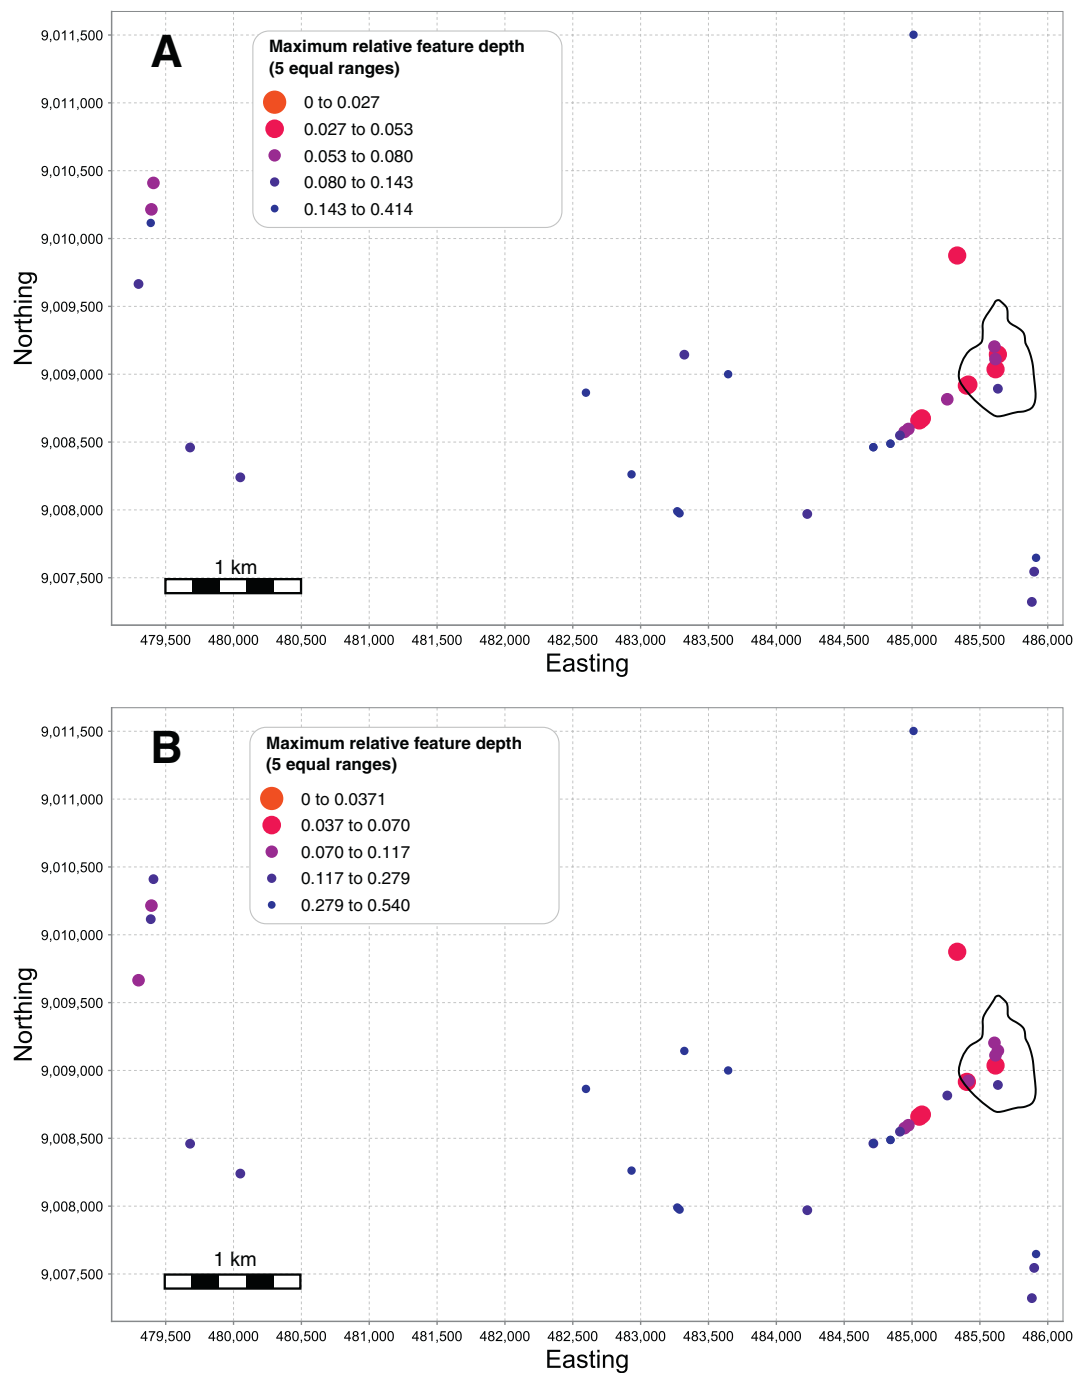 A
Maximum relative feature depth
(5 equal ranges)
0 to 0.027
0.027 to 0.053
0.053 to 0.080
0.080 to 0.143
0.143 to 0.414
9,011,500
9,011,000
9,010,500
9,010,000
9,009,500
9,009,000
9,008,500
9,008,000
9,007,500
Northing
1 km
479,500 480,000 480,500 481,000 481,500 482,000 482,500 483,000 483,500 484,000 484,500 485,000 485,500 486,000
Easting
B
Maximum relative feature depth
(5 equal ranges)
0 to 0.0371
0.037 to 0.070
0.070 to 0.117
0.117 to 0.279
0.279 to 0.540
9,011,500
9,011,000
9,010,500
9,010,000
9,009,500
9,009,000
9,008,500
9,008,000
9,007,500
Northing
1 km
479,500 480,000 480,500 481,000 481,500 482,000 482,500 483,000 483,500 484,000 484,500 485,000 485,500 486,000
Easting